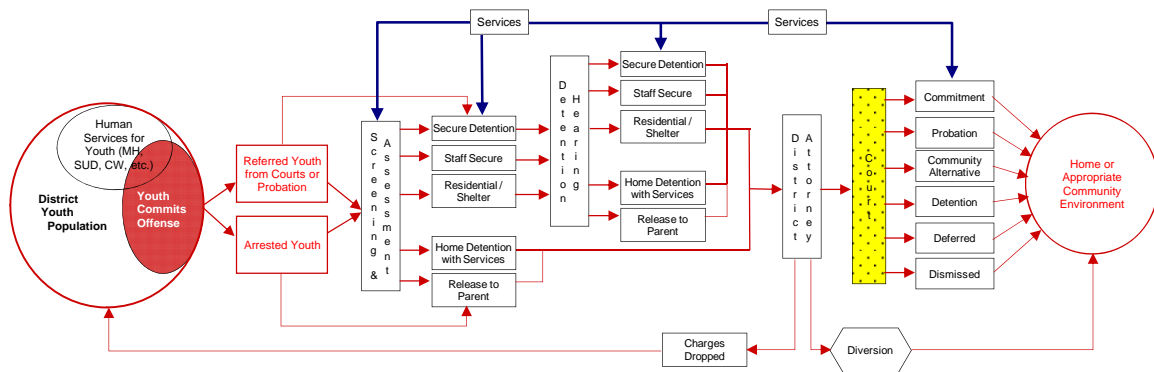 Services
Services
Human
Services for
Youth (MH,
SUD, CW, etc.)
District
Youth
Population
Youth
Commits
Offense
Referred Youth
from Courts or
Probation
Arrested Youth
Screening &
Assessment
Secure Detention
Staff Secure
Residential /
Shelter
Home Detention
with Services
Release to
Parent
Detention
Hearing
Secure Detention
Staff Secure
Residential /
Shelter
Home Detention
with Services
Release to
Parent
District
Attorney
Court
Commitment
Probation
Community
Alternative
Detention
Deferred
Dismissed
Home or
Appropriate
Community
Environment
Charges
Dropped
Diversion